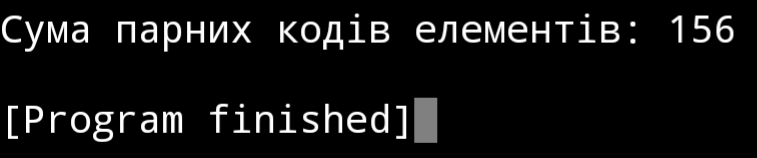 Сума парних кодів елементів: 156
[Program finished]